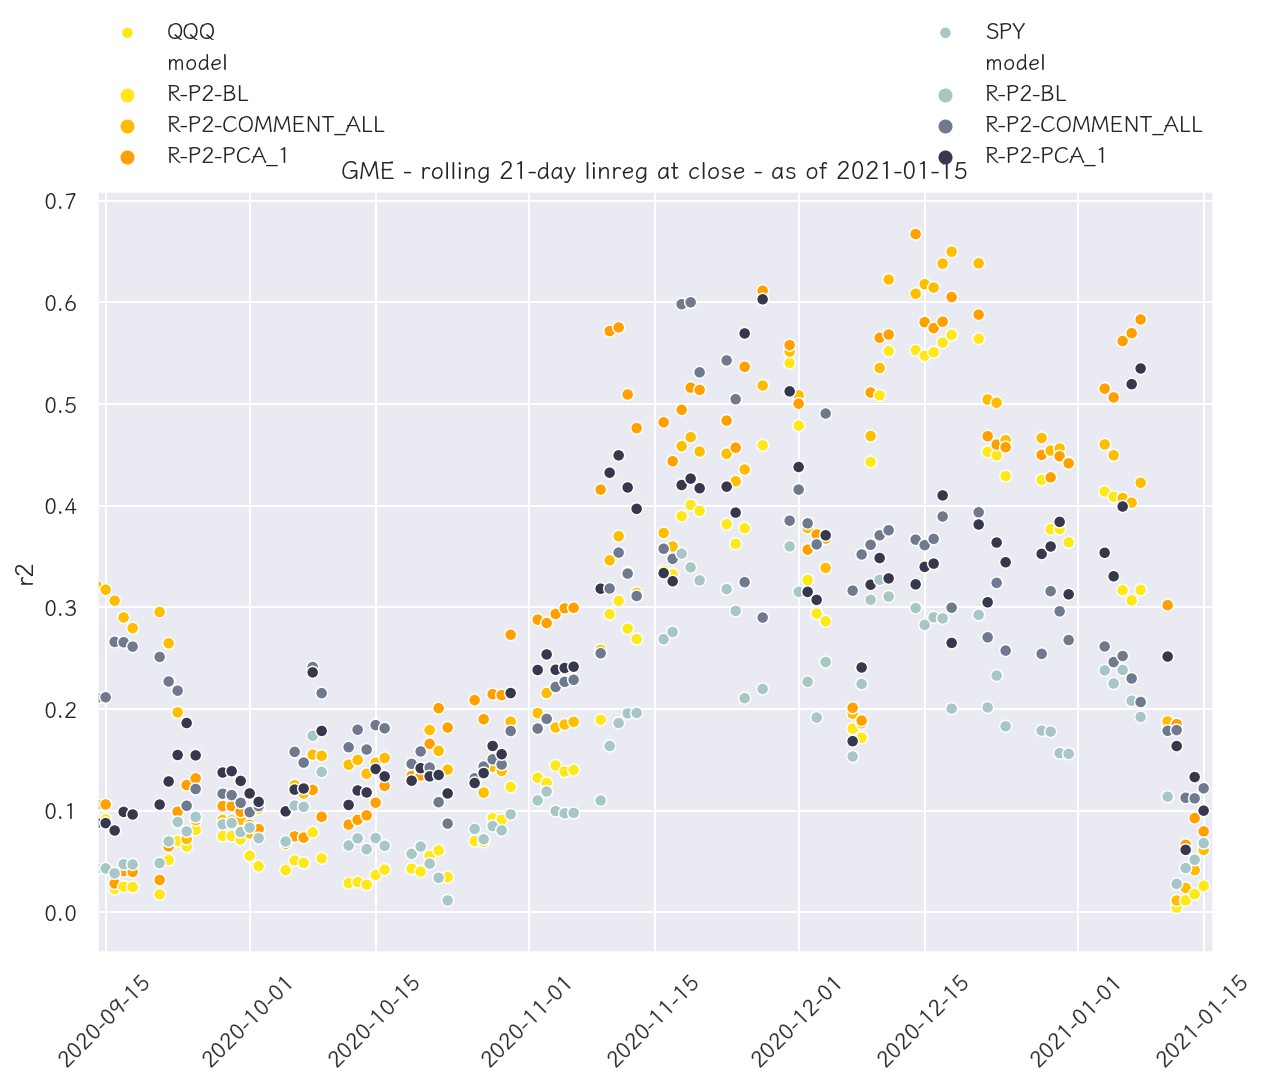 QQQ
model
R-P2-BL
R-P2-COMMENT_ALL
R-P2-PCA_1
SPY
model
R-P2-BL
R-P2-COMMENT_ALL
R-P2-PCA_1
GME - rolling 21-day linreg at close - as of 2021-01-15
0.7
0.6
0.5
0.4
0.3
0.2
0.1
0.0
r2
2020-09-15
2020-10-01
2020-10-15
2020-11-01
2020-11-15
2020-12-01
2020-12-15
2021-01-01
2021-01-15